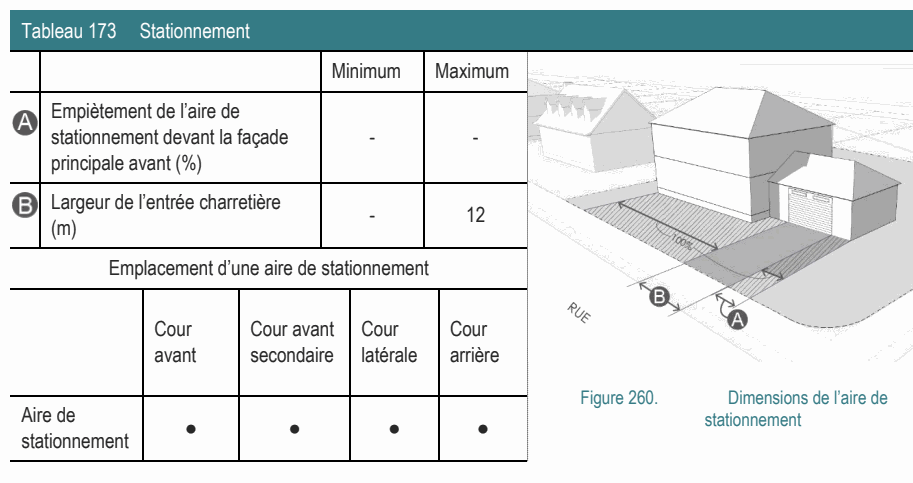 Tableau 173 Stationnement
Minimum Maximum
A Empiètement de l'aire de
stationnement devant la façade
principale avant (%) - -
B Largeur de l'entrée charretière
(m) - 12
Emplacement d'une aire de stationnement
Cour
avant
Cour avant
secondaire
Cour
latérale
Cour
arrière
Aire de
stationnement ● ● ● ●
100%
B
A
RUE
Figure 260. Dimensions de l'aire de
stationnement